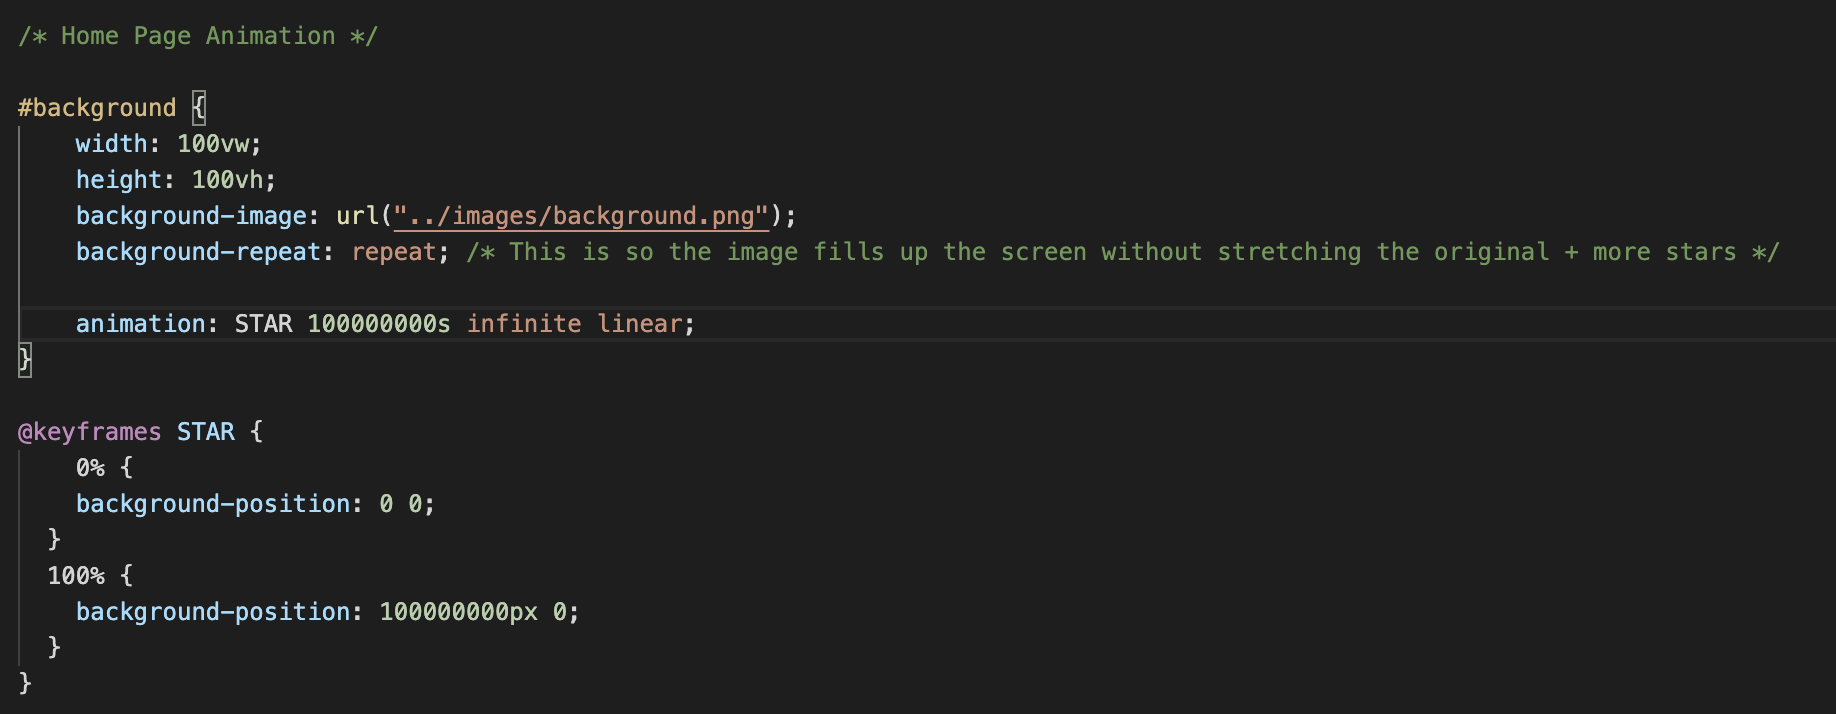 /* Home Page Animation */
#background {
width: 100vw;
height: 100vh;
background-image: url("../images/background.png");
background-repeat: repeat; /* This is so the image fills up the screen without stretching the original + more stars */
animation: STAR 100000000s infinite linear;
}
@keyframes STAR {
0% {
background-position: 0 0;
}
100% {
background-position: 100000000px 0;
}
}